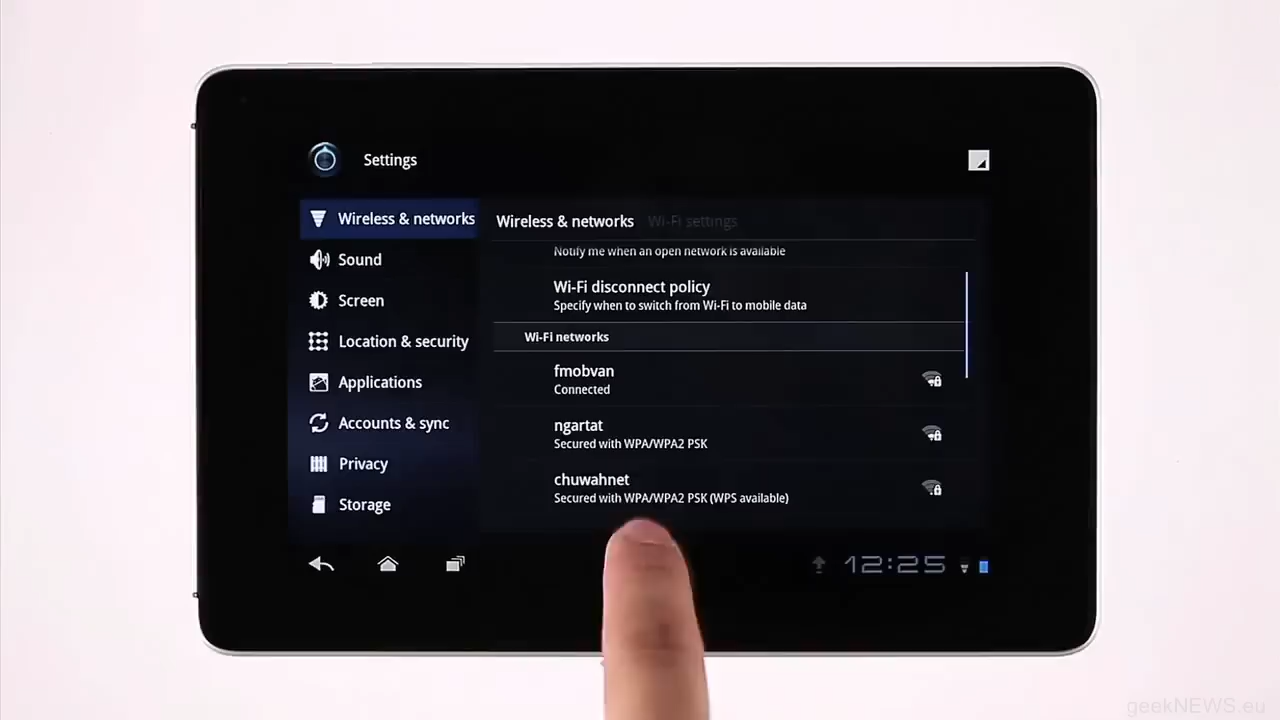 Settings
Wireless & networks
Sound
Screen
Location & security
Applications
Accounts & sync
Privacy
Storage
Wireless & networks Wi-Fi settings
Notify me when an open network is available
Wi-Fi disconnect policy
Specify when to switch from Wi-Fi to mobile data
Wi-Fi networks
fmobvan
Connected
ngartat
Secured with WPA/WPA2 PSK
chuwahnet
Secured with WPA/WPA2 PSK (WPS available)
12:25
geekNEWS.eu